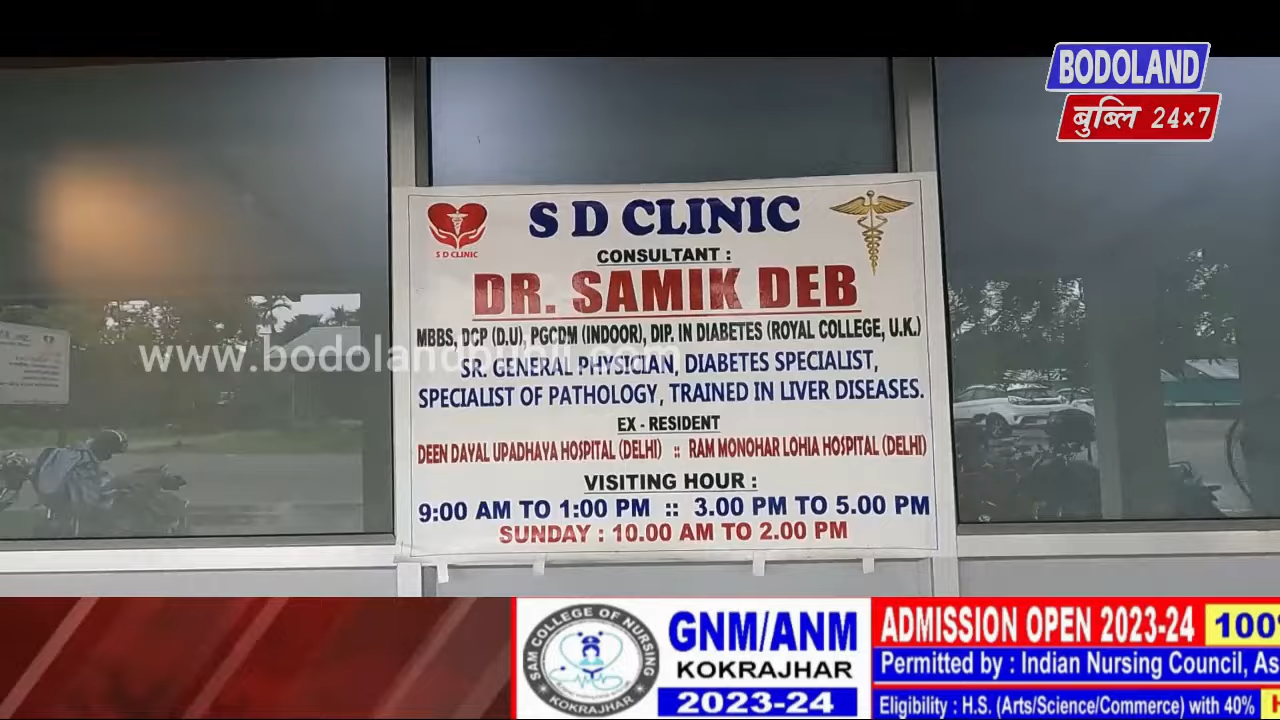 BODOLAND
बुब्लि 24×7
S D CLINIC
S D CLINIC
CONSULTANT :
DR. SAMIK DEB
MBBS, DCP (D.U), PGCDM (INDOOR), DIP. IN DIABETES (ROYAL COLLEGE, U.K.)
SR. GENERAL PHYSICIAN, DIABETES SPECIALIST,
SPECIALIST OF PATHOLOGY, TRAINED IN LIVER DISEASES.
EX - RESIDENT
DEEN DAYAL UPADHAYA HOSPITAL (DELHI) :: RAM MONOHAR LOHIA HOSPITAL (DELHI)
VISITING HOUR :
9:00 AM TO 1:00 PM :: 3.00 PM TO 5.00 PM
SUNDAY : 10.00 AM TO 2.00 PM
SAM COLLEGE OF NURSING
KOKRAJHAR
GNM/ANM
KOKRAJHAR
2023-24
ADMISSION OPEN 2023-24 100%
Permitted by : Indian Nursing Council, As
Eligibility : H.S. (Arts/Science/Commerce) with 40%